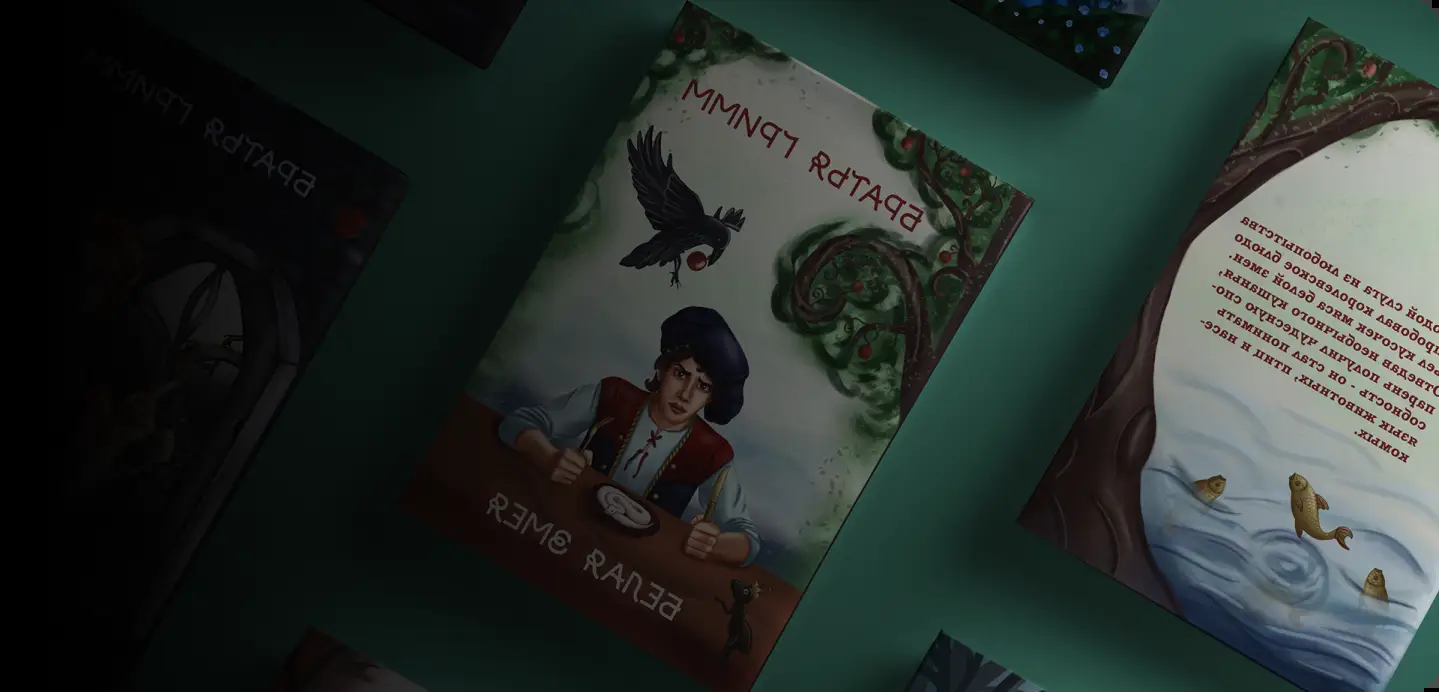 БРАТЬЯ ГРИММ
БРАТЬЯ ГРИММ
БЕЛАЯ ЗМЕЯ
слуга из любопытства
королевское блюдо
кусочек мяса белой змеи.
Отведав необычного кушанья,
парень получил чудесную спо-
собность - он стал понимать
язык животных, птиц и насе-
комых.